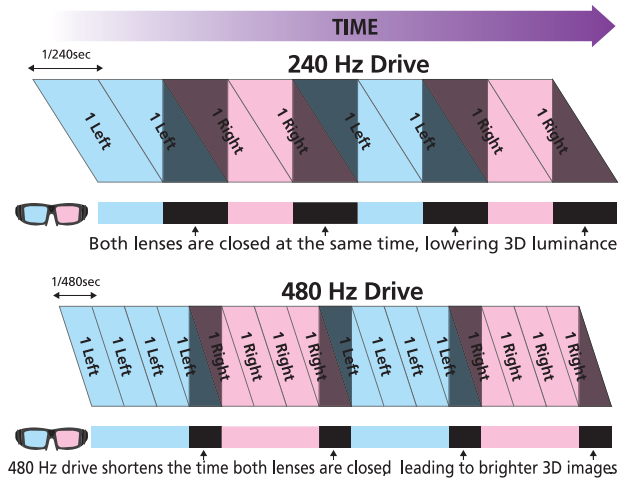 TIME
1/240sec
240 Hz Drive
1 Left
1 Left
1 Right
1 Right
1 Left
1 Left
1 Right
1 Right
Both lenses are closed at the same time, lowering 3D luminance
1/480sec
480 Hz Drive
1 Left
1 Left
1 Left
1 Left
1 Right
1 Right
1 Right
1 Right
1 Left
1 Left
1 Left
1 Left
1 Right
1 Right
1 Right
1 Right
480 Hz drive shortens the time both lenses are closed, leading to brighter 3D images